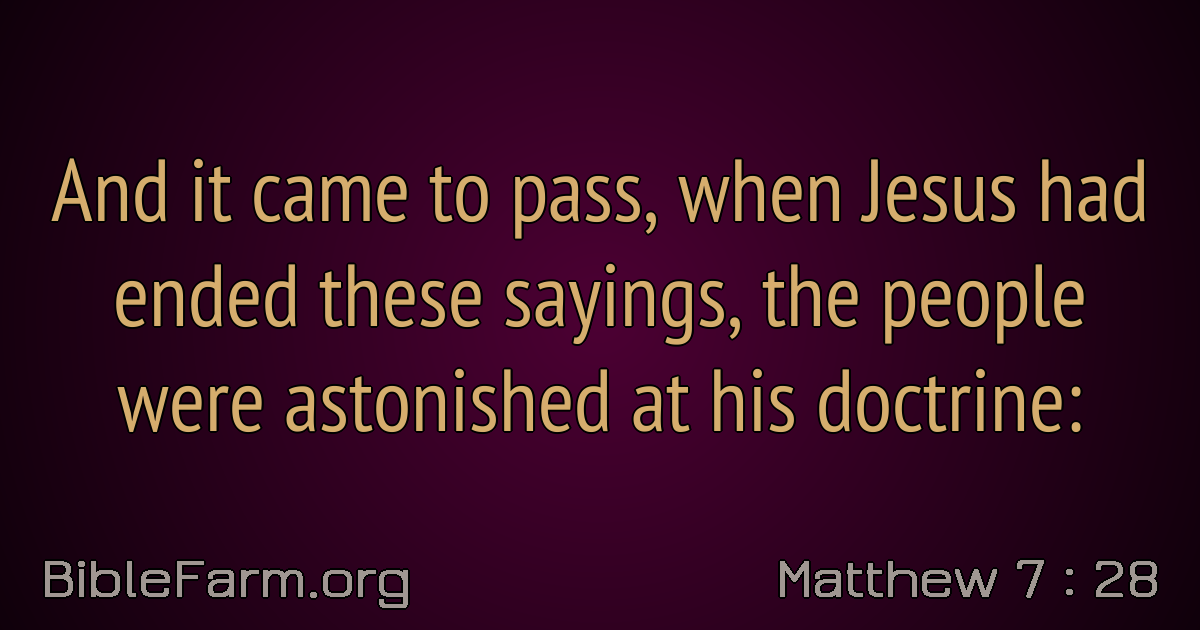 And it came to pass, when Jesus had
ended these sayings, the people
were astonished at his doctrine:
BibleFarm.org
Matthew 7 : 28